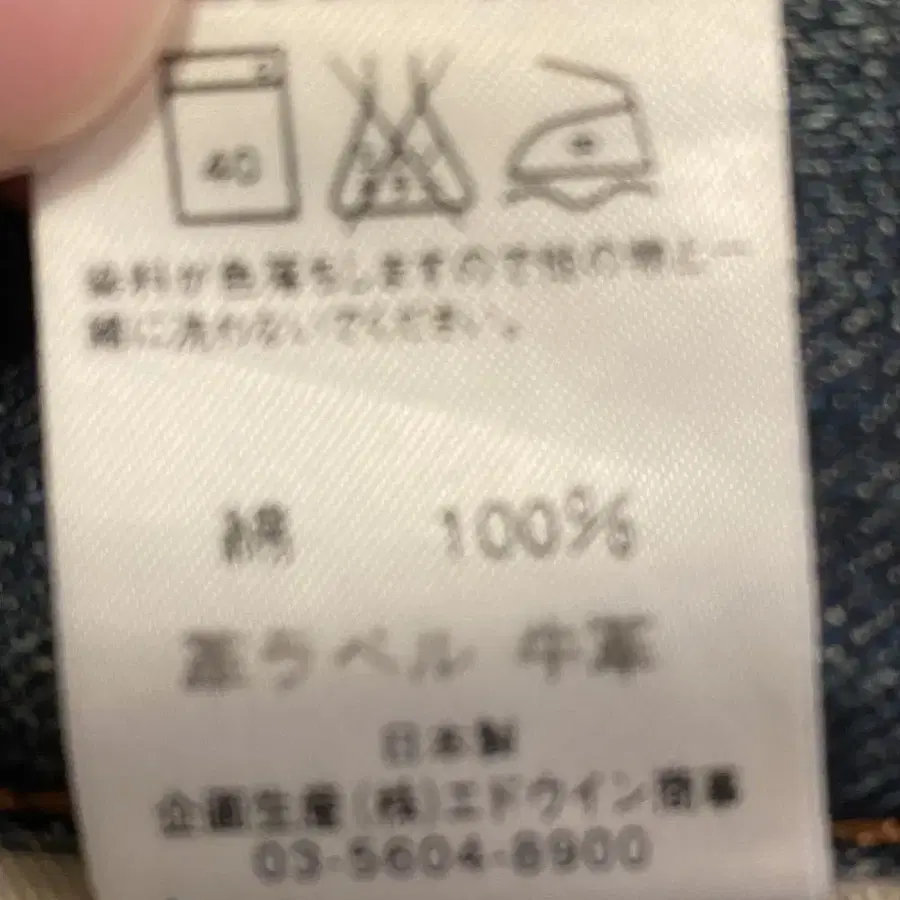 40
染料が色落ちしますので他の物と一
緒に洗わないでください。
綿 100%
革ラベル 牛革
日本製
企画生産(株)エドウイン商事
03-5604-8900